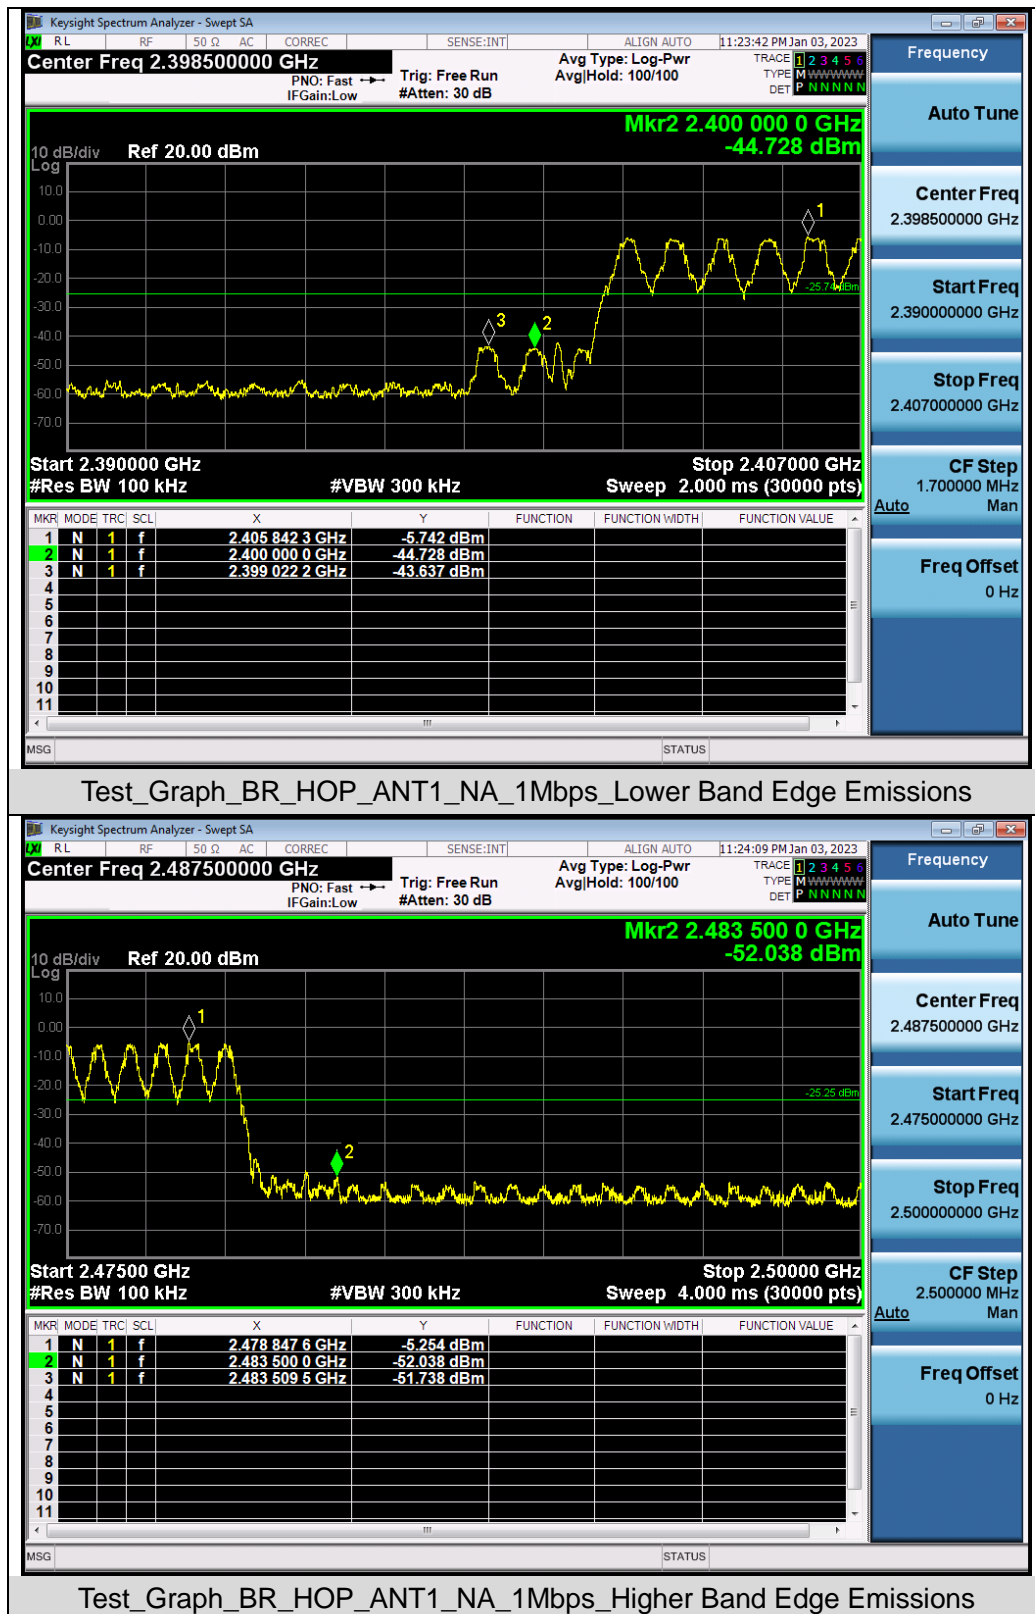 Keysight Spectrum Analyzer - Swept SA
LXI RL RF 50 Ω AC CORREC SENSE:INT ALIGN AUTO 11:23:42 PM Jan 03, 2023
Center Freq 2.398500000 GHz
PNO: Fast
IFGain:Low
Trig: Free Run
#Atten: 30 dB
Avg Type: Log-Pwr
Avg|Hold: 100/100
TRACE 1 2 3 4 5 6
TYPE M WWWWW
DET P N N N N N
Mkr2 2.400 000 0 GHz
-44.728 dBm
10 dB/div Ref 20.00 dBm
Log
10.0
0.00
-10.0
-20.0
-30.0
-40.0
-50.0
-60.0
-70.0
1
-25.74 dBm
3
2
Start 2.390000 GHz
Stop 2.407000 GHz
#Res BW 100 kHz
#VBW 300 kHz
Sweep 2.000 ms (30000 pts)
MKR MODE TRC SCL X Y FUNCTION FUNCTION WIDTH FUNCTION VALUE
1 N 1 f 2.405 842 3 GHz -5.742 dBm
2 N 1 f 2.400 000 0 GHz -44.728 dBm
3 N 1 f 2.399 022 2 GHz -43.637 dBm
4
5
6
7
8
9
10
11
MSG STATUS
Frequency
Auto Tune
Center Freq
2.398500000 GHz
Start Freq
2.390000000 GHz
Stop Freq
2.407000000 GHz
CF Step
1.700000 MHz
Auto Man
Freq Offset
0 Hz
Test_Graph_BR_HOP_ANT1_NA_1Mbps_Lower Band Edge Emissions
Keysight Spectrum Analyzer - Swept SA
LXI RL RF 50 Ω AC CORREC SENSE:INT ALIGN AUTO 11:24:09 PM Jan 03, 2023
Center Freq 2.487500000 GHz
PNO: Fast
IFGain:Low
Trig: Free Run
#Atten: 30 dB
Avg Type: Log-Pwr
Avg|Hold: 100/100
TRACE 1 2 3 4 5 6
TYPE M WWWWW
DET P N N N N N
Mkr2 2.483 500 0 GHz
-52.038 dBm
10 dB/div Ref 20.00 dBm
Log
10.0
0.00
-10.0
-20.0
-30.0
-40.0
-50.0
-60.0
-70.0
1
-25.25 dBm
2
Start 2.47500 GHz
Stop 2.50000 GHz
#Res BW 100 kHz
#VBW 300 kHz
Sweep 4.000 ms (30000 pts)
MKR MODE TRC SCL X Y FUNCTION FUNCTION WIDTH FUNCTION VALUE
1 N 1 f 2.478 847 6 GHz -5.254 dBm
2 N 1 f 2.483 500 0 GHz -52.038 dBm
3 N 1 f 2.483 509 5 GHz -51.738 dBm
4
5
6
7
8
9
10
11
MSG STATUS
Frequency
Auto Tune
Center Freq
2.487500000 GHz
Start Freq
2.475000000 GHz
Stop Freq
2.500000000 GHz
CF Step
2.500000 MHz
Auto Man
Freq Offset
0 Hz
Test_Graph_BR_HOP_ANT1_NA_1Mbps_Higher Band Edge Emissions